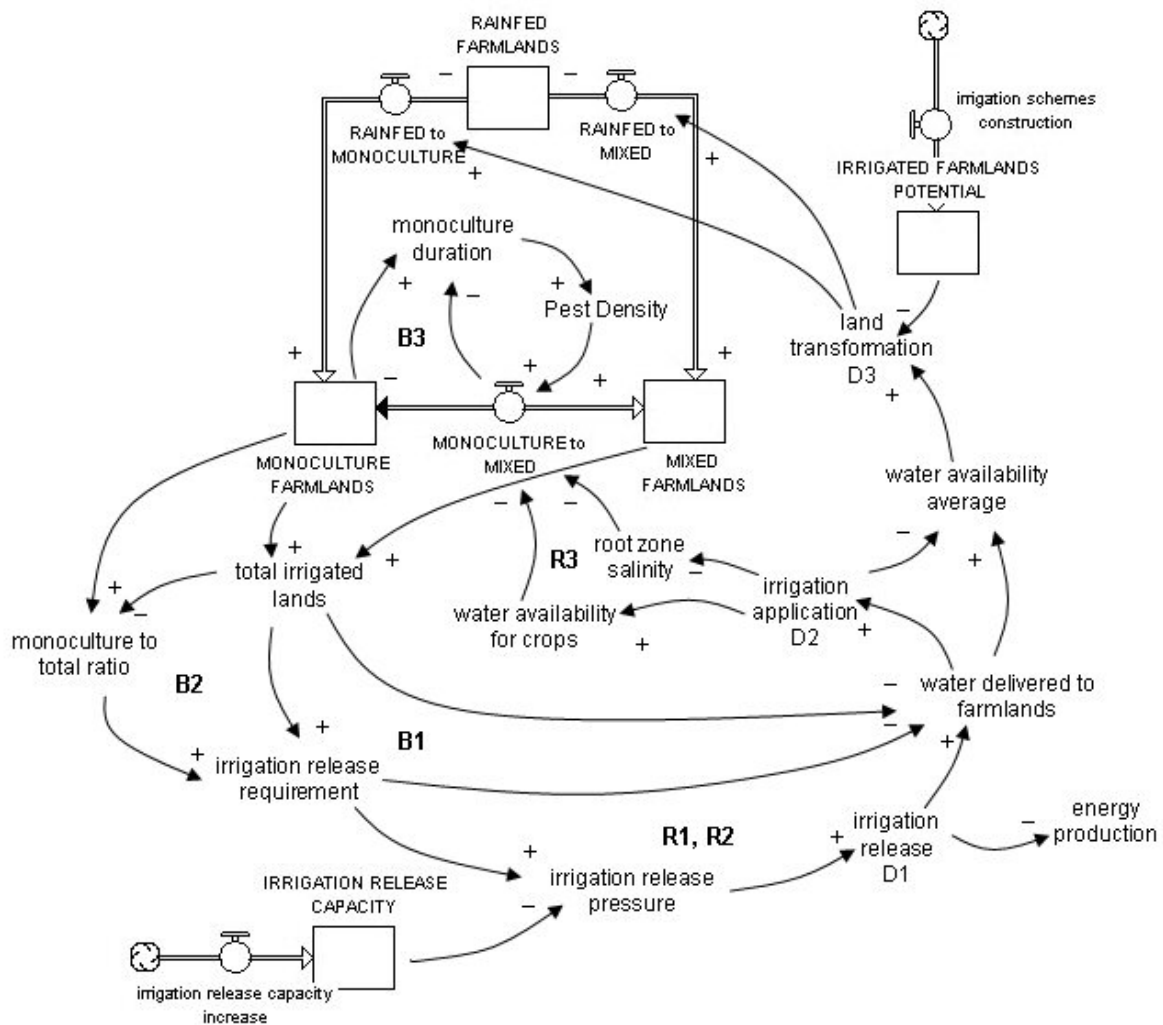 RAINFED
FARMLANDS
RAINFED to
MONOCULTURE
RAINFED to
MIXED
irrigation schemes
construction
IRRIGATED FARMLANDS
POTENTIAL
monoculture
duration
Pest Density
B3
land
transformation
D3
MONOCULTURE
FARMLANDS
MONOCULTURE to
MIXED
MIXED
FARMLANDS
water availability
average
total irrigated
lands
R3
root zone
salinity
irrigation
application
D2
water availability
for crops
monoculture to
total ratio
B2
water delivered to
farmlands
B1
irrigation release
requirement
R1, R2
irrigation
release
D1
energy
production
irrigation release
pressure
IRRIGATION RELEASE
CAPACITY
irrigation release capacity
increase